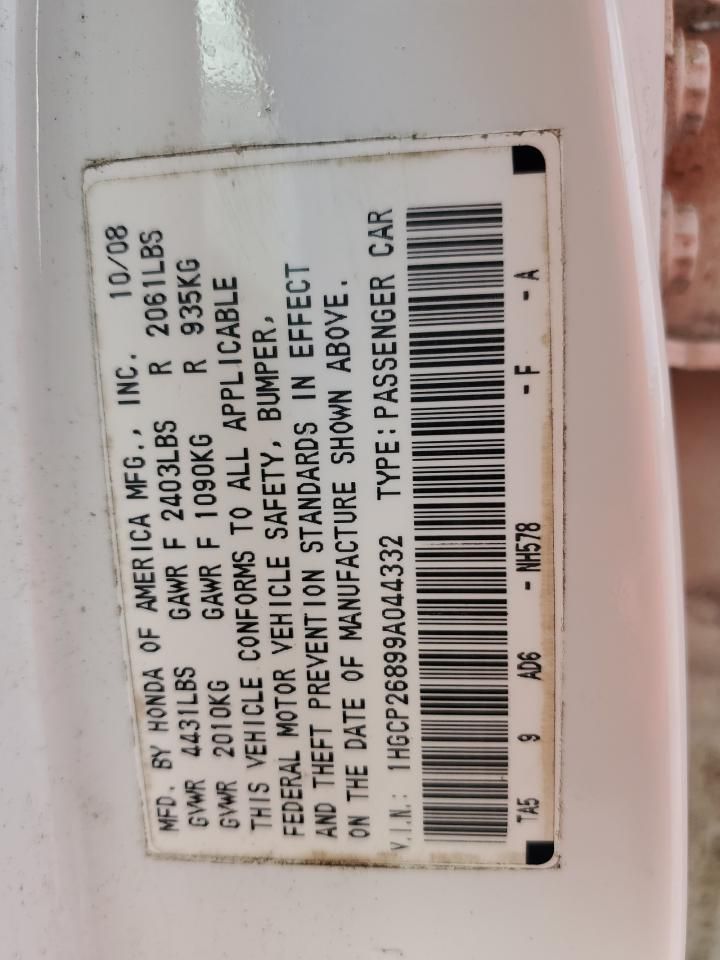 MFD. BY HONDA OF AMERICA MFG., INC. 10/08
GVWR 4431LBS GAWR F 2403LBS R 2061LBS
GVWR 2010KG GAWR F 1090KG R 935KG
THIS VEHICLE CONFORMS TO ALL APPLICABLE
FEDERAL MOTOR VEHICLE SAFETY, BUMPER,
AND THEFT PREVENTION STANDARDS IN EFFECT
ON THE DATE OF MANUFACTURE SHOWN ABOVE.
V.I.N.: 1HGCP26899A044332 TYPE:PASSENGER CAR
TA5 9 AD6 - NH578 - F - A